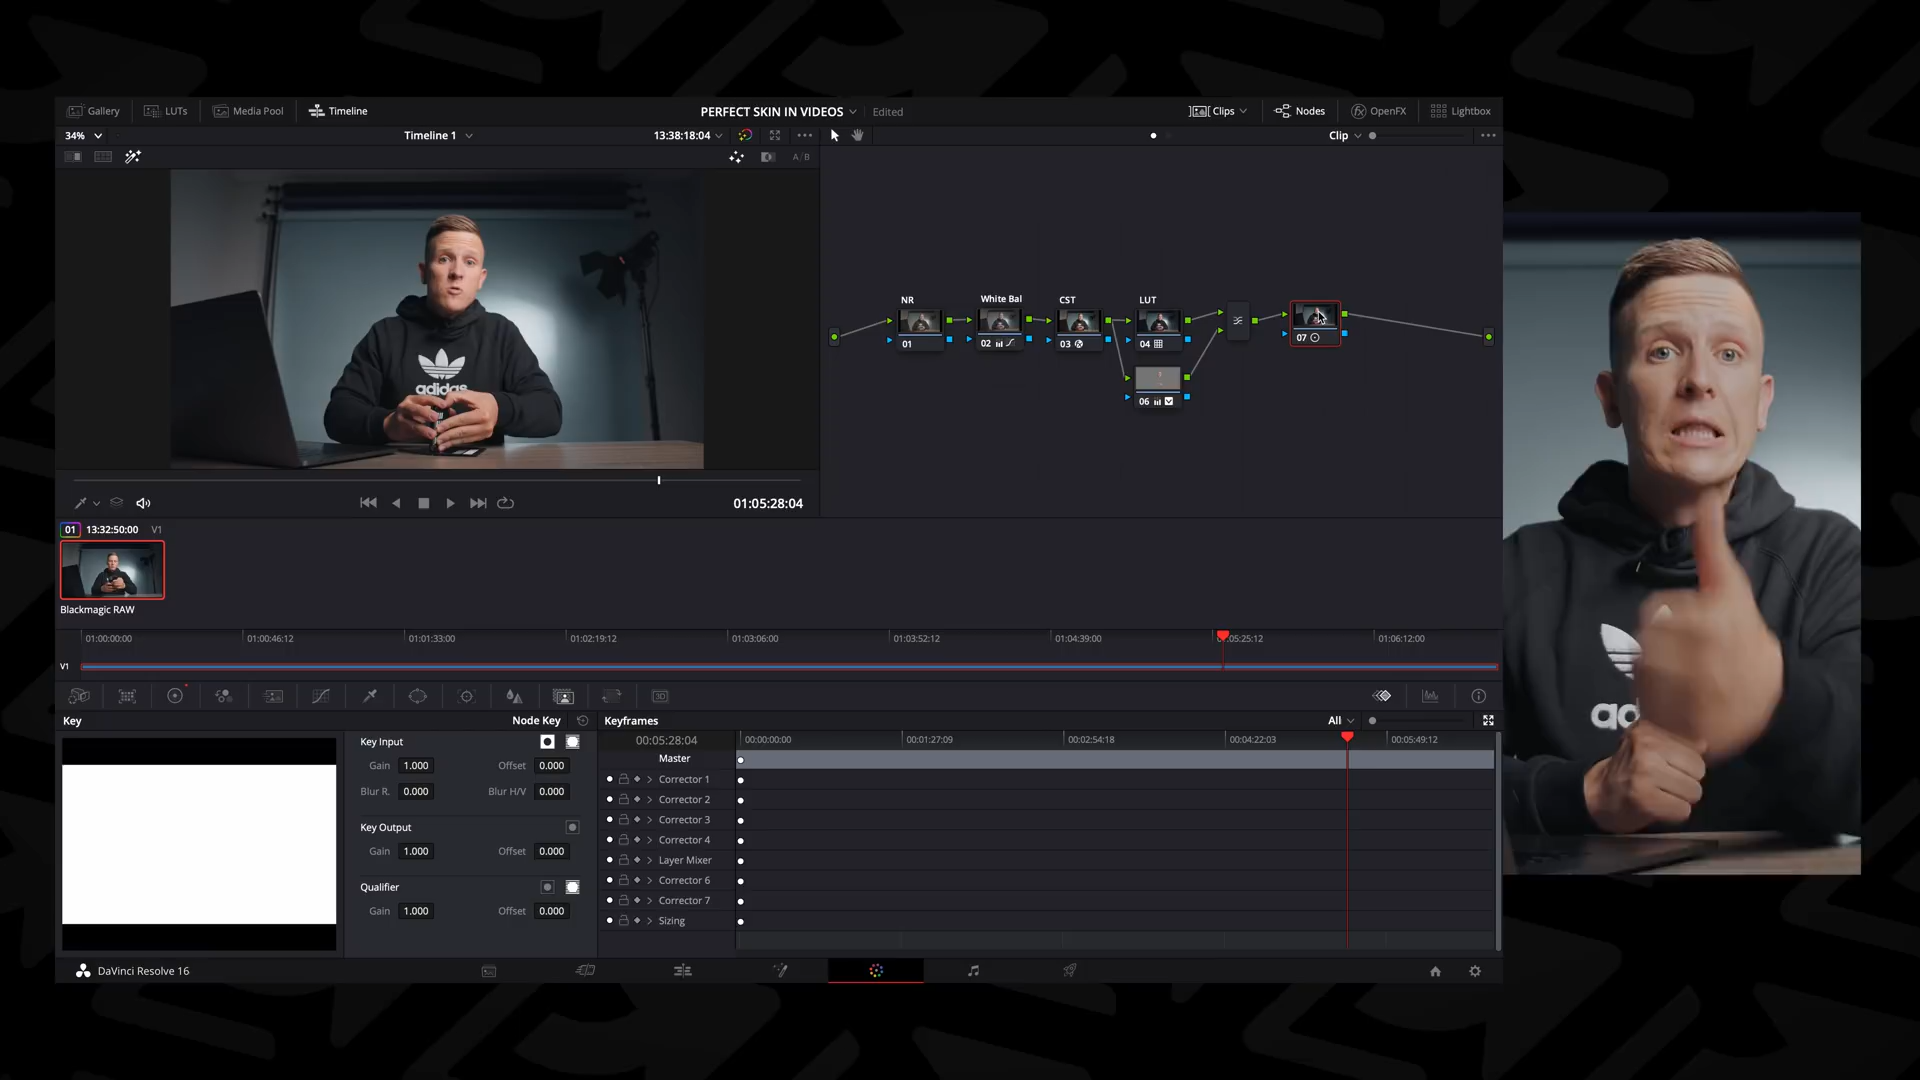 Gallery LUTs Media Pool Timeline PERFECT SKIN IN VIDEOS Edited Clips Nodes OpenFX Lightbox
34% Timeline 1 13:38:18:04 Clip
A/B
adidas
NR White Bal CST LUT
01 02 03 04 07
06
01:05:28:04
01 13:32:50:00 V1
Blackmagic RAW
01:00:00:00 01:00:46:12 01:01:33:00 01:02:19:12 01:03:06:00 01:03:52:12 01:04:39:00 01:05:25:12 01:06:12:00
V1
3D
Key Node Key Keyframes All
Key Input
Gain 1.000 Offset 0.000
Blur R. 0.000 Blur H/V 0.000
Key Output
Gain 1.000 Offset 0.000
Qualifier
Gain 1.000 Offset 0.000
00:05:28:04 00:00:00:00 00:01:27:09 00:02:54:18 00:04:22:03 00:05:49:12
Master
Corrector 1
Corrector 2
Corrector 3
Corrector 4
Layer Mixer
Corrector 6
Corrector 7
Sizing
DaVinci Resolve 16
ad